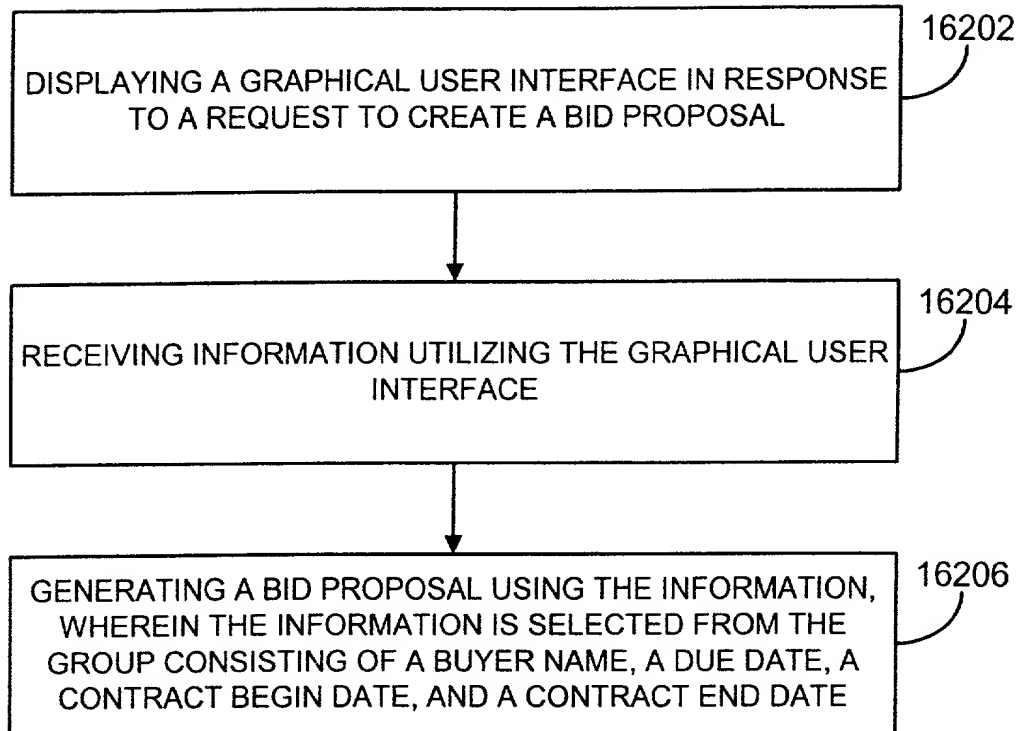 16202
DISPLAYING A GRAPHICAL USER INTERFACE IN RESPONSE
TO A REQUEST TO CREATE A BID PROPOSAL
16204
RECEIVING INFORMATION UTILIZING THE GRAPHICAL USER
INTERFACE
16206
GENERATING A BID PROPOSAL USING THE INFORMATION,
WHEREIN THE INFORMATION IS SELECTED FROM THE
GROUP CONSISTING OF A BUYER NAME, A DUE DATE, A
CONTRACT BEGIN DATE, AND A CONTRACT END DATE